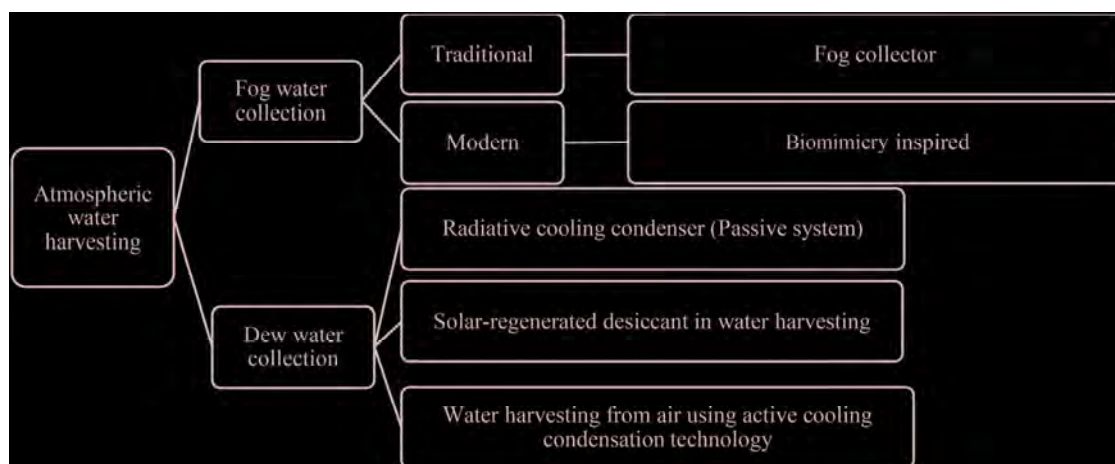 Atmospheric
water
harvesting
Fog water
collection
Traditional
Fog collector
Modern
Biomimicry inspired
Dew water
collection
Radiative cooling condenser (Passive system)
Solar-regenerated desiccant in water harvesting
Water harvesting from air using active cooling
condensation technology